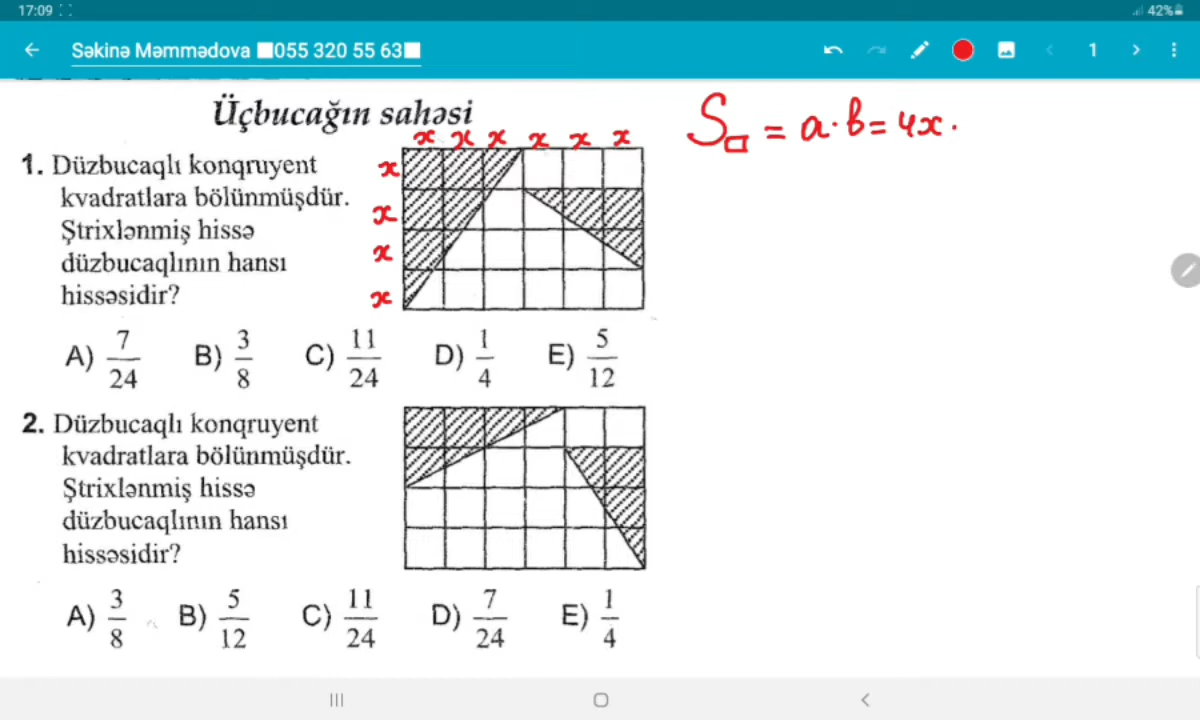 17:09
42%
Səkinə Məmmədova 055 320 55 63
1
Üçbucağın sahəsi
S▭ = a·b = 4x·
x x x x x x
x
x
x
x
1. Düzbucaqlı konqruyent
kvadratlara bölünmüşdür.
Ştrixlənmiş hissə
düzbucaqlının hansı
hissəsidir?
A) 7/24 B) 3/8 C) 11/24 D) 1/4 E) 5/12
2. Düzbucaqlı konqruyent
kvadratlara bölünmüşdür.
Ştrixlənmiş hissə
düzbucaqlının hansı
hissəsidir?
A) 3/8 B) 5/12 C) 11/24 D) 7/24 E) 1/4